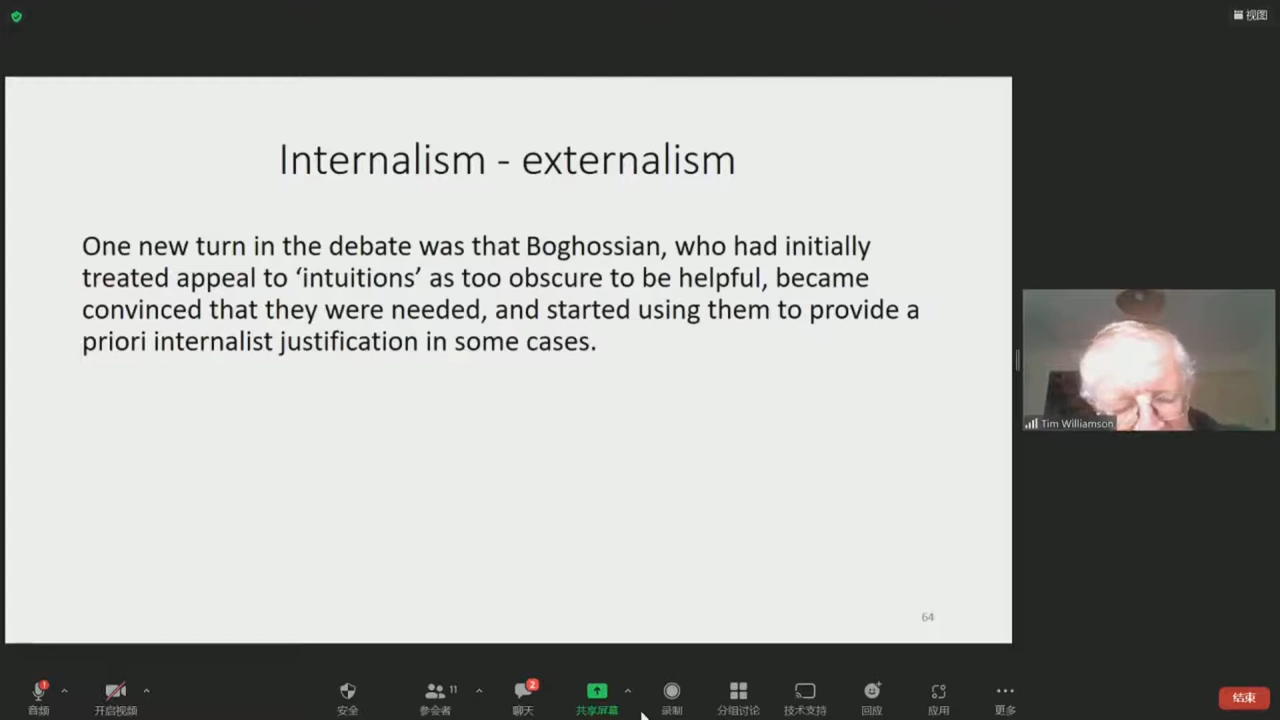 视图
Internalism - externalism
One new turn in the debate was that Boghossian, who had initially
treated appeal to ‘intuitions’ as too obscure to be helpful, became
convinced that they were needed, and started using them to provide a
priori internalist justification in some cases.
Tim Williamson
64
11
2
音频
开启视频
安全
参会者
聊天
共享屏幕
录制
分组讨论
技术支持
回应
应用
更多
结束